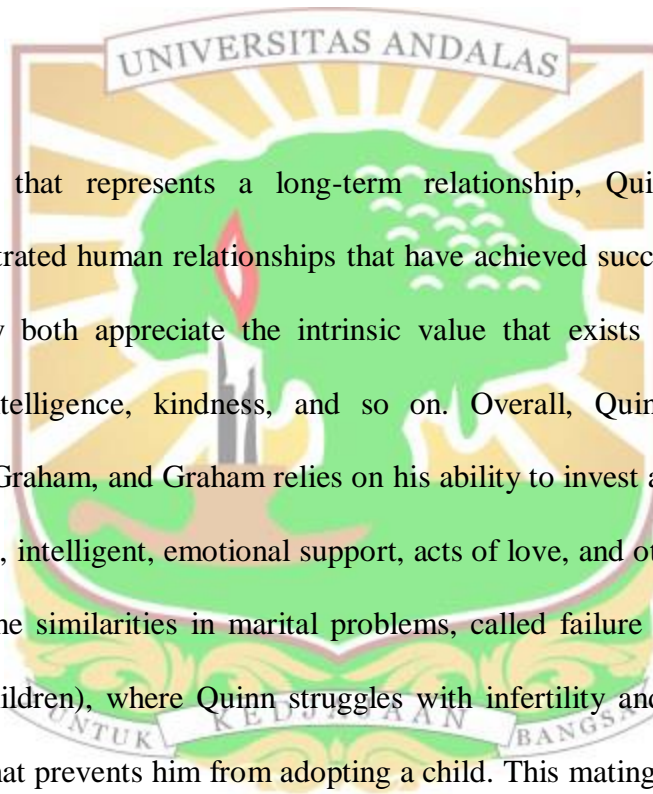 UNIVERSITAS ANDALAS
that represents a long-term relationship, Qui
trated human relationships that have achieved succ
y both appreciate the intrinsic value that exists
telligence, kindness, and so on. Overall, Quin
Graham, and Graham relies on his ability to invest a
, intelligent, emotional support, acts of love, and ot
ne similarities in marital problems, called failure
ildren), where Quinn struggles with infertility and
UNTUK KEDJAJAAN BANGSA
hat prevents him from adopting a child. This mating